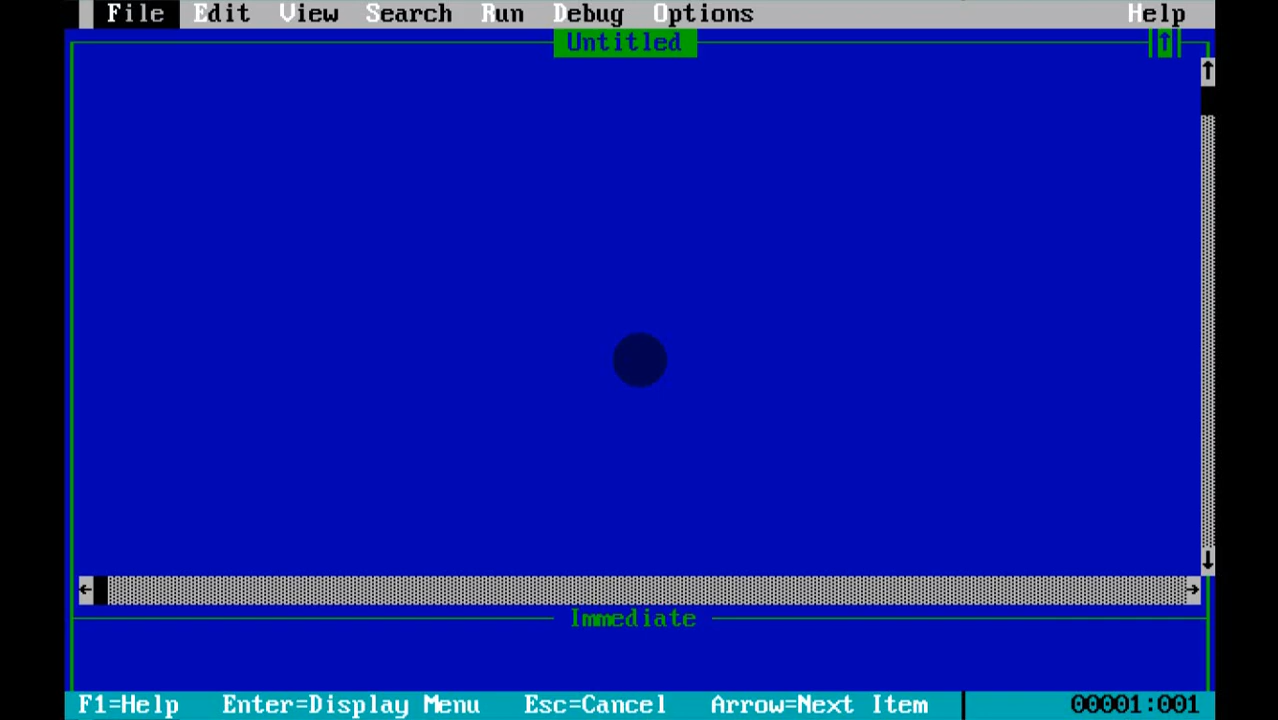 File Edit View Search Run Debug Options Help
Untitled
Immediate
F1=Help Enter=Display Menu Esc=Cancel Arrow=Next Item 00001:001